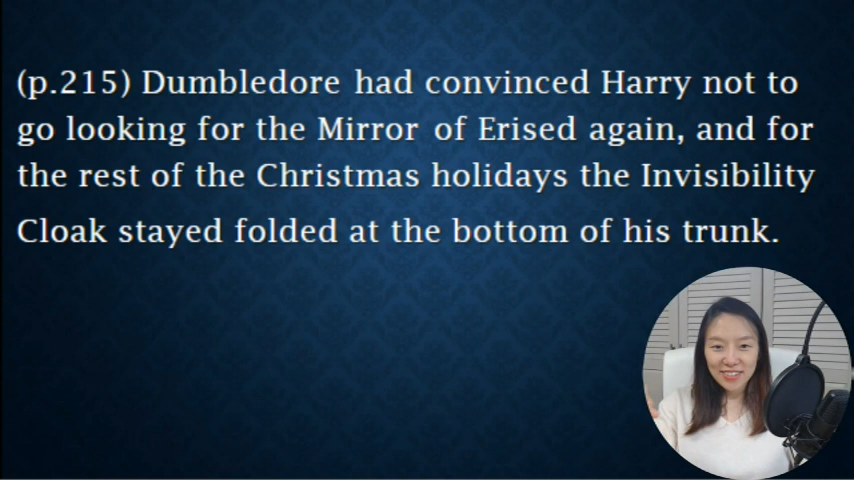 (p.215) Dumbledore had convinced Harry not to
go looking for the Mirror of Erised again, and for
the rest of the Christmas holidays the Invisibility
Cloak stayed folded at the bottom of his trunk.